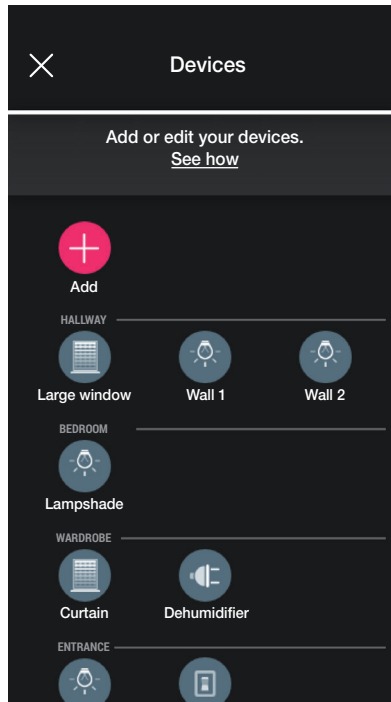 Devices
Add or edit your devices.
See how
Add
HALLWAY
Large window Wall 1 Wall 2
BEDROOM
Lampshade
WARDROBE
Curtain Dehumidifier
ENTRANCE